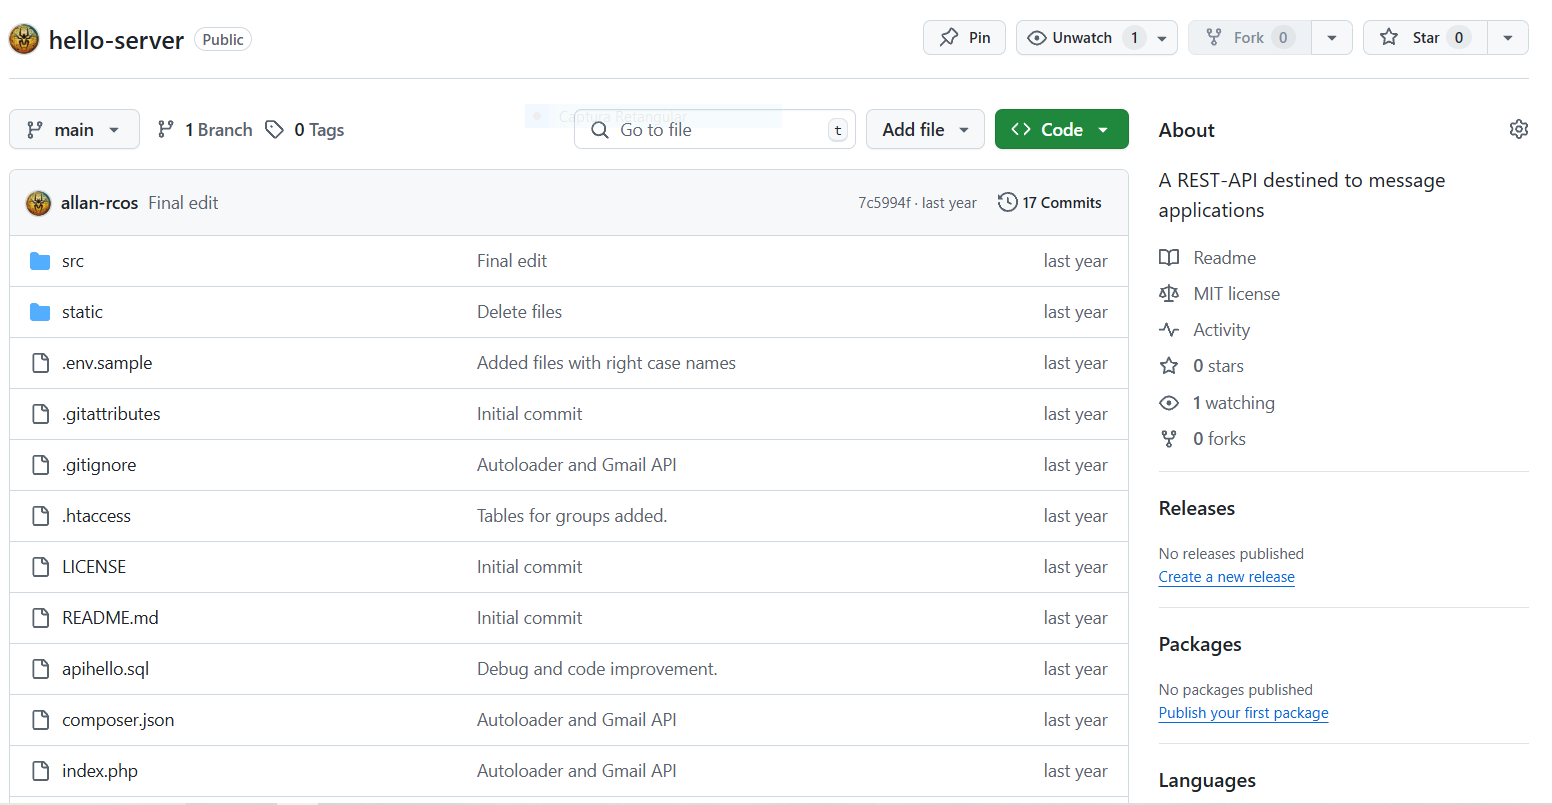 hello-server Public Pin Unwatch 1 Fork 0 Star 0
main 1 Branch 0 Tags Captura Retangular Go to file t Add file Code
allan-rcos Final edit 7c5994f · last year 17 Commits
src Final edit last year
static Delete files last year
.env.sample Added files with right case names last year
.gitattributes Initial commit last year
.gitignore Autoloader and Gmail API last year
.htaccess Tables for groups added. last year
LICENSE Initial commit last year
README.md Initial commit last year
apihello.sql Debug and code improvement. last year
composer.json Autoloader and Gmail API last year
index.php Autoloader and Gmail API last year
About
A REST-API destined to message
applications
Readme
MIT license
Activity
0 stars
1 watching
0 forks
Releases
No releases published
Create a new release
Packages
No packages published
Publish your first package
Languages